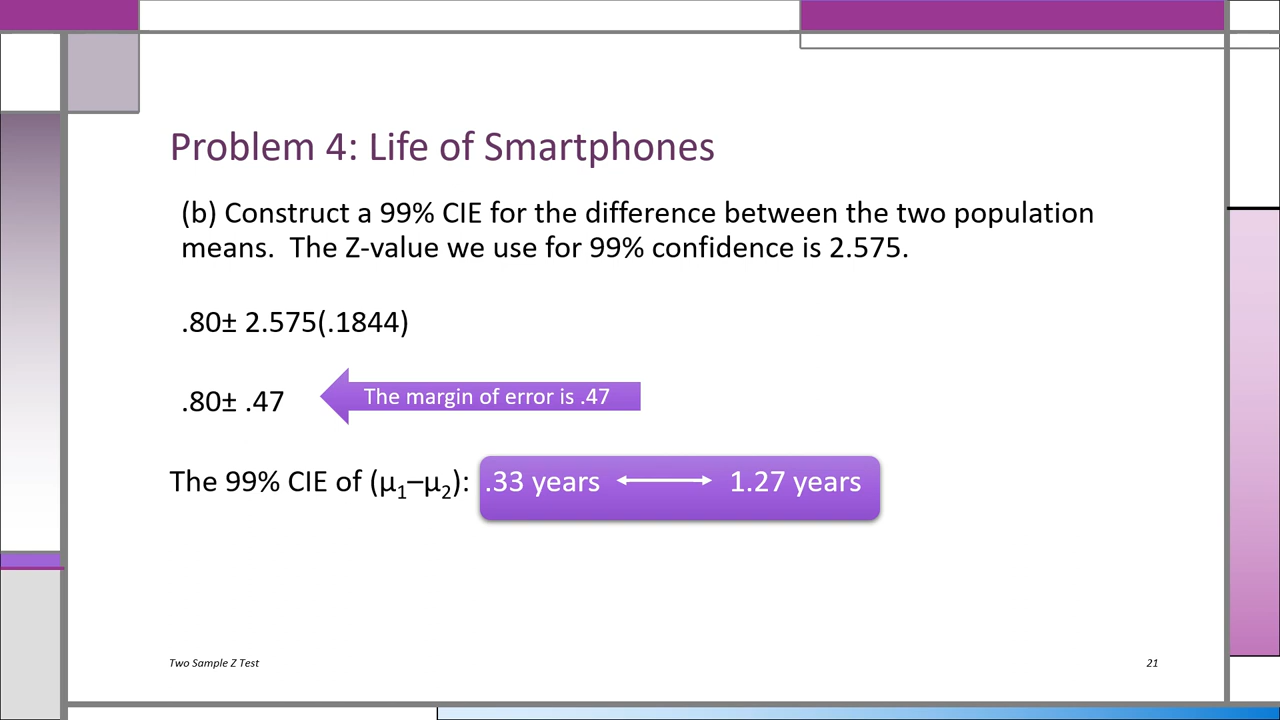 Problem 4: Life of Smartphones
(b) Construct a 99% CIE for the difference between the two population
means.  The Z-value we use for 99% confidence is 2.575.
.80± 2.575(.1844)
.80± .47
The margin of error is .47
The 99% CIE of (µ₁–µ₂): .33 years ⟷ 1.27 years
Two Sample Z Test
21